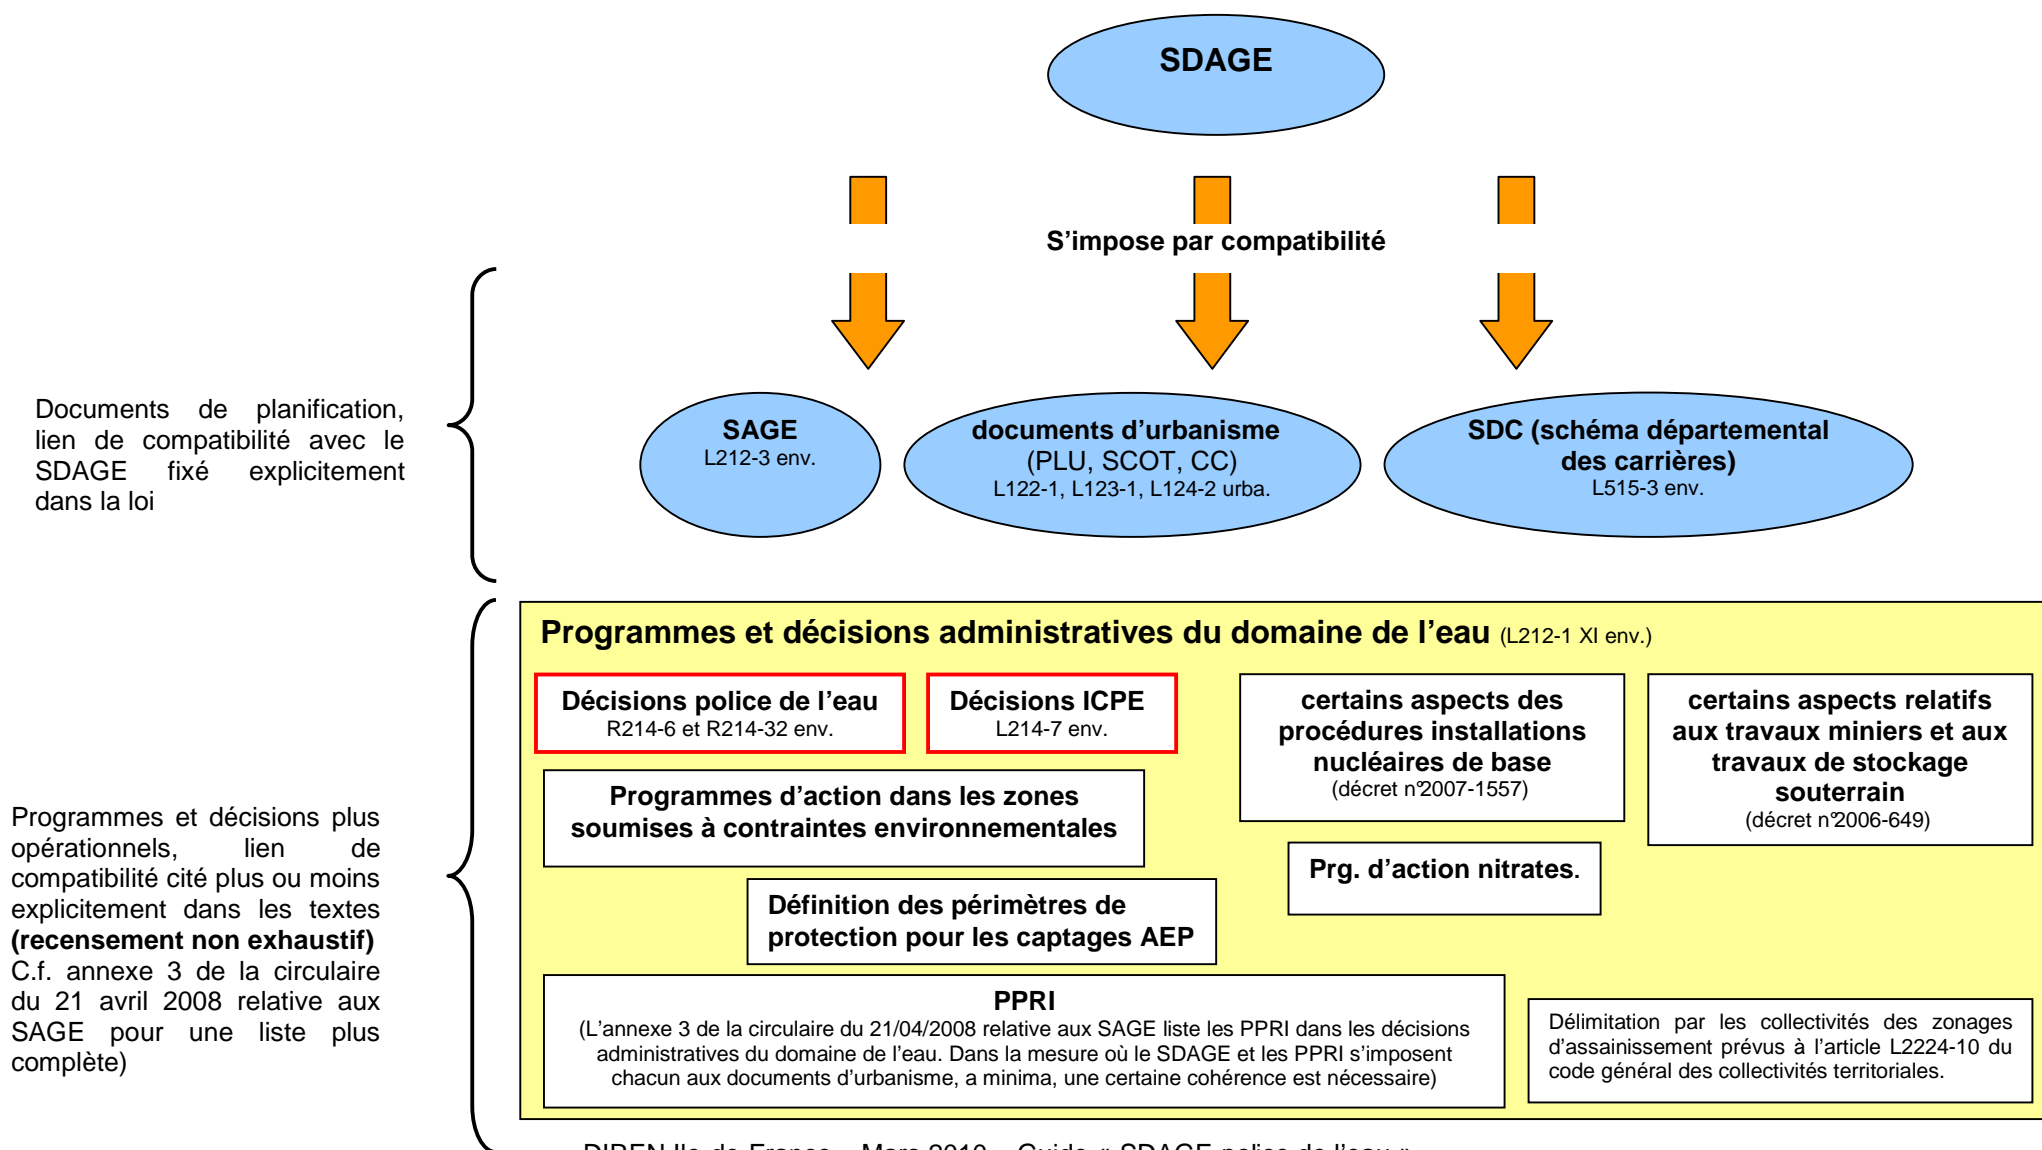 SDAGE
S’impose par compatibilité
Documents de planification,
lien de compatibilité avec le
SDAGE fixé explicitement
dans la loi
SAGE
L212-3 env.
documents d’urbanisme
(PLU, SCOT, CC)
L122-1, L123-1, L124-2 urba.
SDC (schéma départemental
des carrières)
L515-3 env.
Programmes et décisions plus
opérationnels, lien de
compatibilité cité plus ou moins
explicitement dans les textes
(recensement non exhaustif)
C.f. annexe 3 de la circulaire
du 21 avril 2008 relative aux
SAGE pour une liste plus
complète)
Programmes et décisions administratives du domaine de l’eau (L212-1 XI env.)
Décisions police de l’eau
R214-6 et R214-32 env.
Décisions ICPE
L214-7 env.
certains aspects des
procédures installations
nucléaires de base
(décret n°2007-1557)
certains aspects relatifs
aux travaux miniers et aux
travaux de stockage
souterrain
(décret n°2006-649)
Programmes d’action dans les zones
soumises à contraintes environnementales
Prg. d’action nitrates.
Définition des périmètres de
protection pour les captages AEP
PPRI
(L’annexe 3 de la circulaire du 21/04/2008 relative aux SAGE liste les PPRI dans les décisions
administratives du domaine de l’eau. Dans la mesure où le SDAGE et les PPRI s’imposent
chacun aux documents d’urbanisme, a minima, une certaine cohérence est nécessaire)
Délimitation par les collectivités des zonages
d’assainissement prévus à l’article L2224-10 du
code général des collectivités territoriales.
DIREN Ile-de-France – Mars 2010 – Guide « SDAGE police de l’eau »